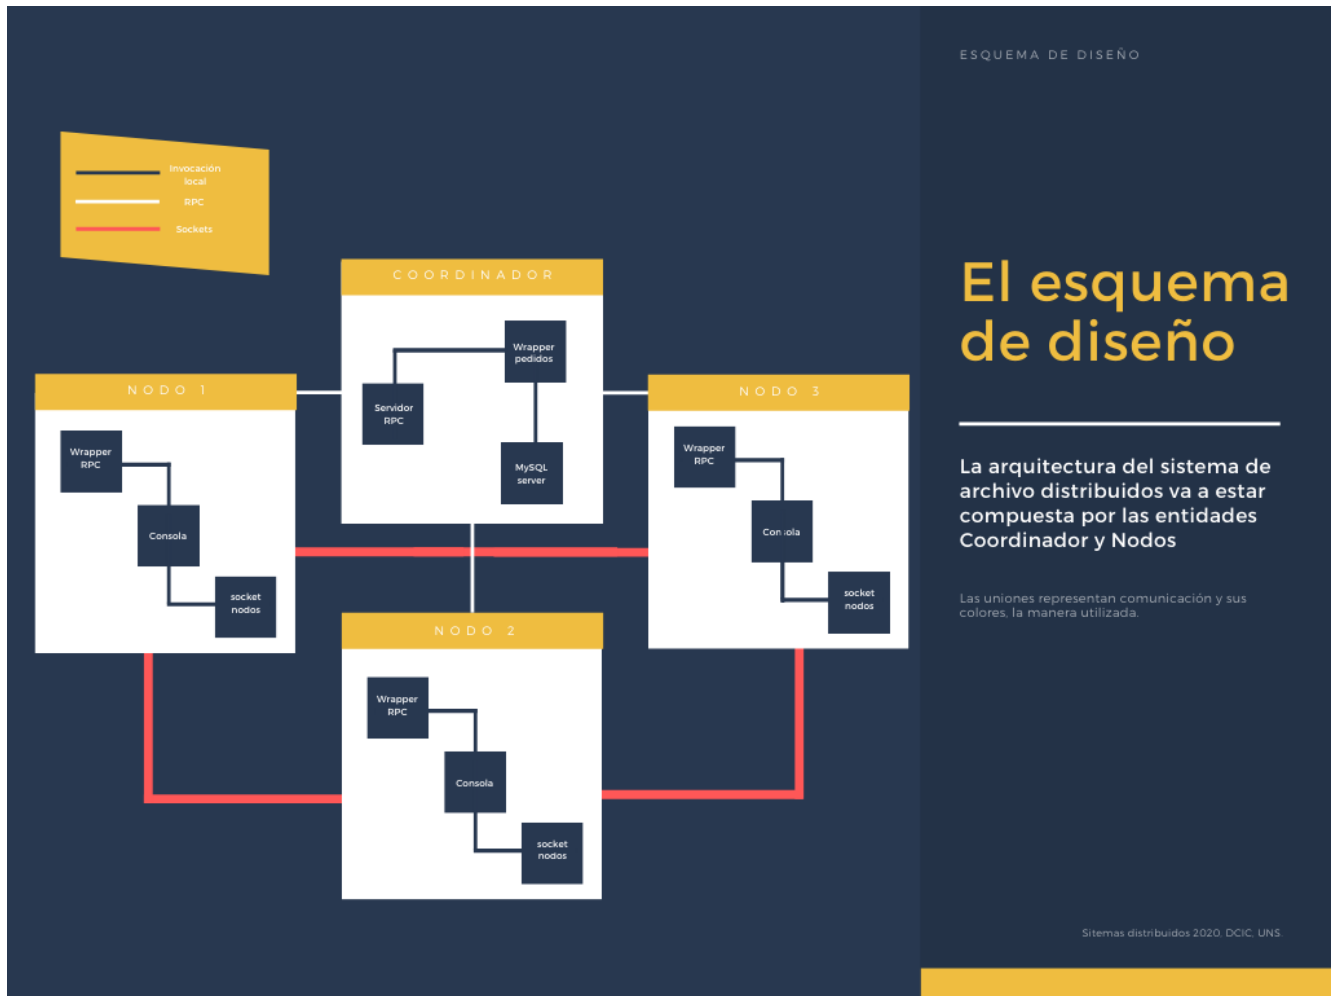 ESQUEMA DE DISEÑO
Invocación
local
RPC
Sockets
COORDINADOR
Wrapper
pedidos
Servidor
RPC
MySQL
server
NODO 1
Wrapper
RPC
Consola
socket
nodos
NODO 3
Wrapper
RPC
Consola
socket
nodos
NODO 2
Wrapper
RPC
Consola
socket
nodos
El esquema
de diseño
La arquitectura del sistema de
archivo distribuidos va a estar
compuesta por las entidades
Coordinador y Nodos
Las uniones representan comunicación y sus
colores, la manera utilizada.
Sitemas distribuidos 2020, DCIC, UNS.